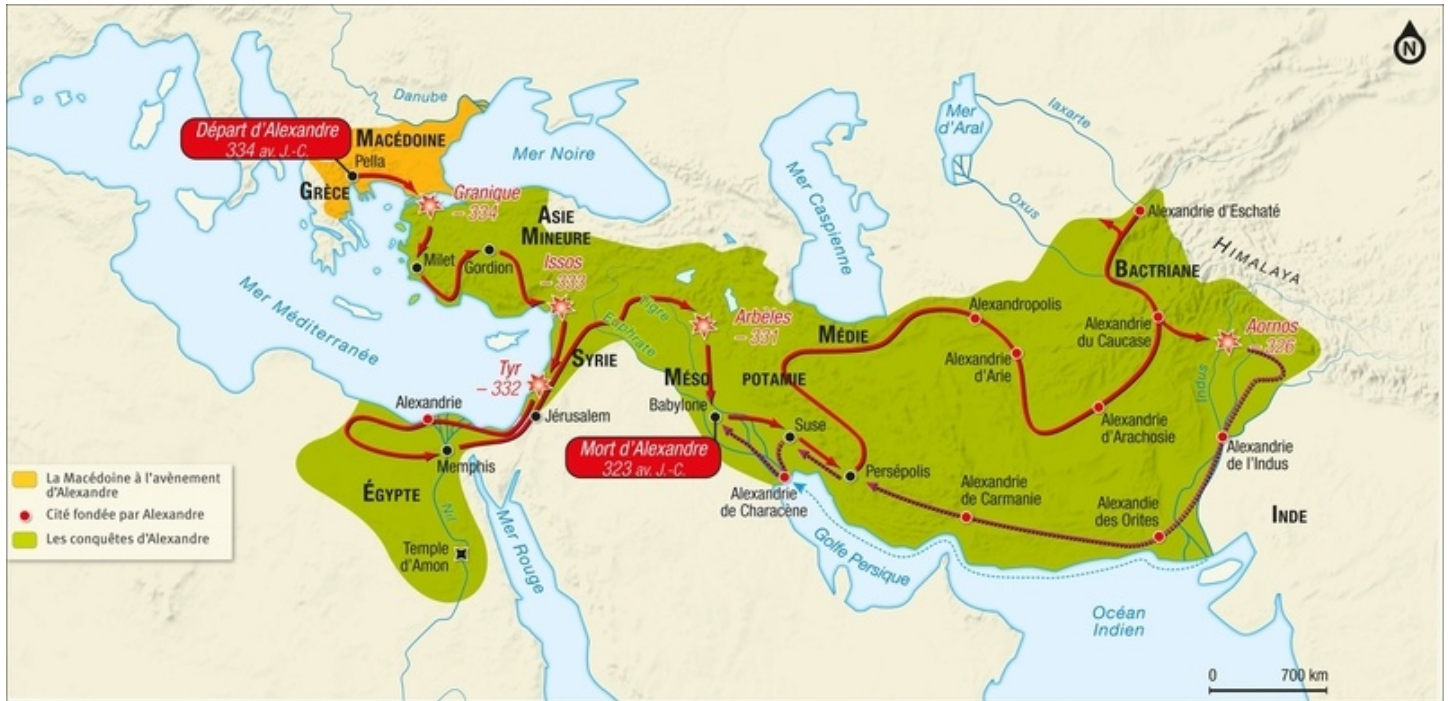 N
Danube
Départ d'Alexandre
334 av. J.-C.
MACÉDOINE
Pella
GRÈCE
Mer Noire
Granique
– 334
ASIE
MINEURE
Milet
Gordion
Issos
– 333
Mer Méditerranée
Mer Caspienne
Mer
d'Aral
Iaxarte
Oxus
Alexandrie d'Eschaté
HIMALAYA
BACTRIANE
Tigre
Euphrate
Arbèles
– 331
MÉDIE
Alexandropolis
Alexandrie
d'Arie
Alexandrie
du Caucase
Aornos
– 326
Indus
Tyr
– 332
SYRIE
MÉSO POTAMIE
Alexandrie
Jérusalem
Babylone
Suse
Alexandrie
d'Arachosie
Mort d'Alexandre
323 av. J.-C.
Memphis
Persépolis
Alexandrie
de l'Indus
ÉGYPTE
Nil
Alexandrie
de Characène
Alexandrie
de Carmanie
Alexandie
des Orites
INDE
Temple
d'Amon
Mer Rouge
Golfe Persique
Océan
Indien
La Macédoine à l'avènement
d'Alexandre
Cité fondée par Alexandre
Les conquêtes d'Alexandre
0 700 km